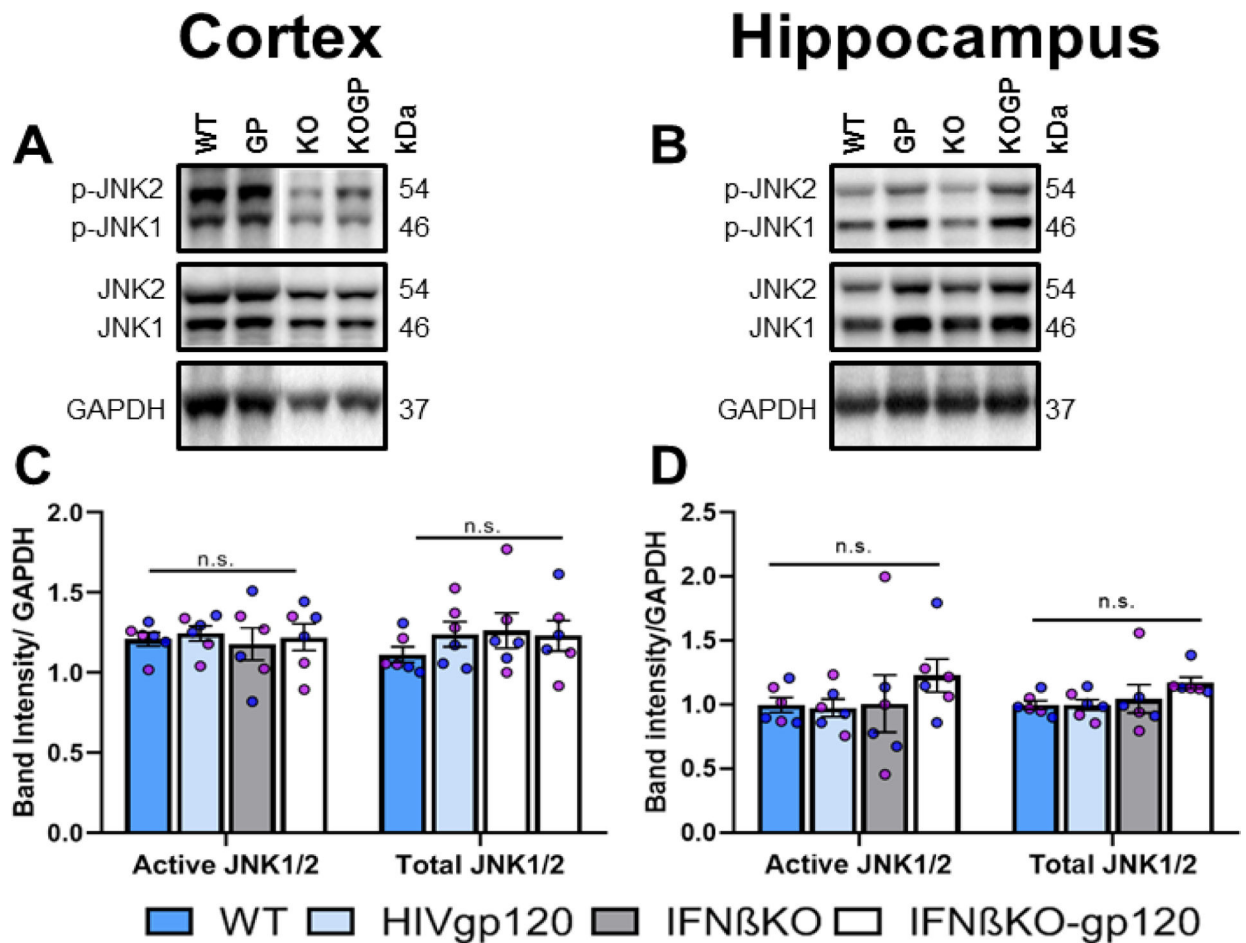 Cortex
Hippocampus
A
WT GP KO KOGP kDa
p-JNK2 54
p-JNK1 46
JNK2 54
JNK1 46
GAPDH 37
B
WT GP KO KOGP kDa
p-JNK2 54
p-JNK1 46
JNK2 54
JNK1 46
GAPDH 37
C
Band Intensity/ GAPDH
2.0
1.5
1.0
0.5
0.0
n.s.
n.s.
Active JNK1/2 Total JNK1/2
D
Band intensity/GAPDH
2.5
2.0
1.5
1.0
0.5
0.0
n.s.
n.s.
Active JNK1/2 Total JNK1/2
WT HIVgp120 IFNßKO IFNßKO-gp120